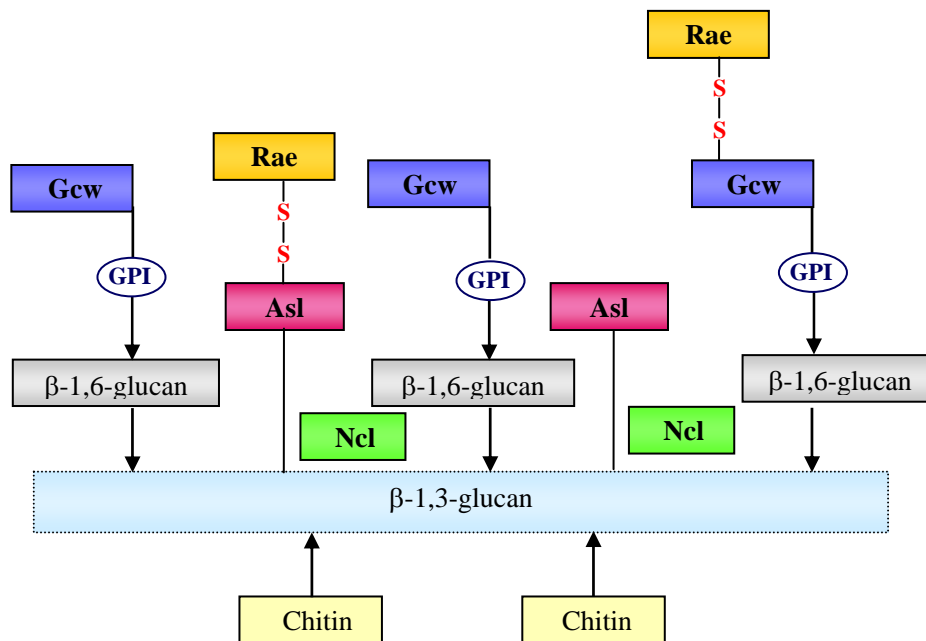 Rae
S
S
Rae
Gcw
Gcw
Gcw
S
S
GPI
GPI
GPI
Asl
Asl
β-1,6-glucan
β-1,6-glucan
β-1,6-glucan
Ncl
Ncl
β-1,3-glucan
Chitin
Chitin